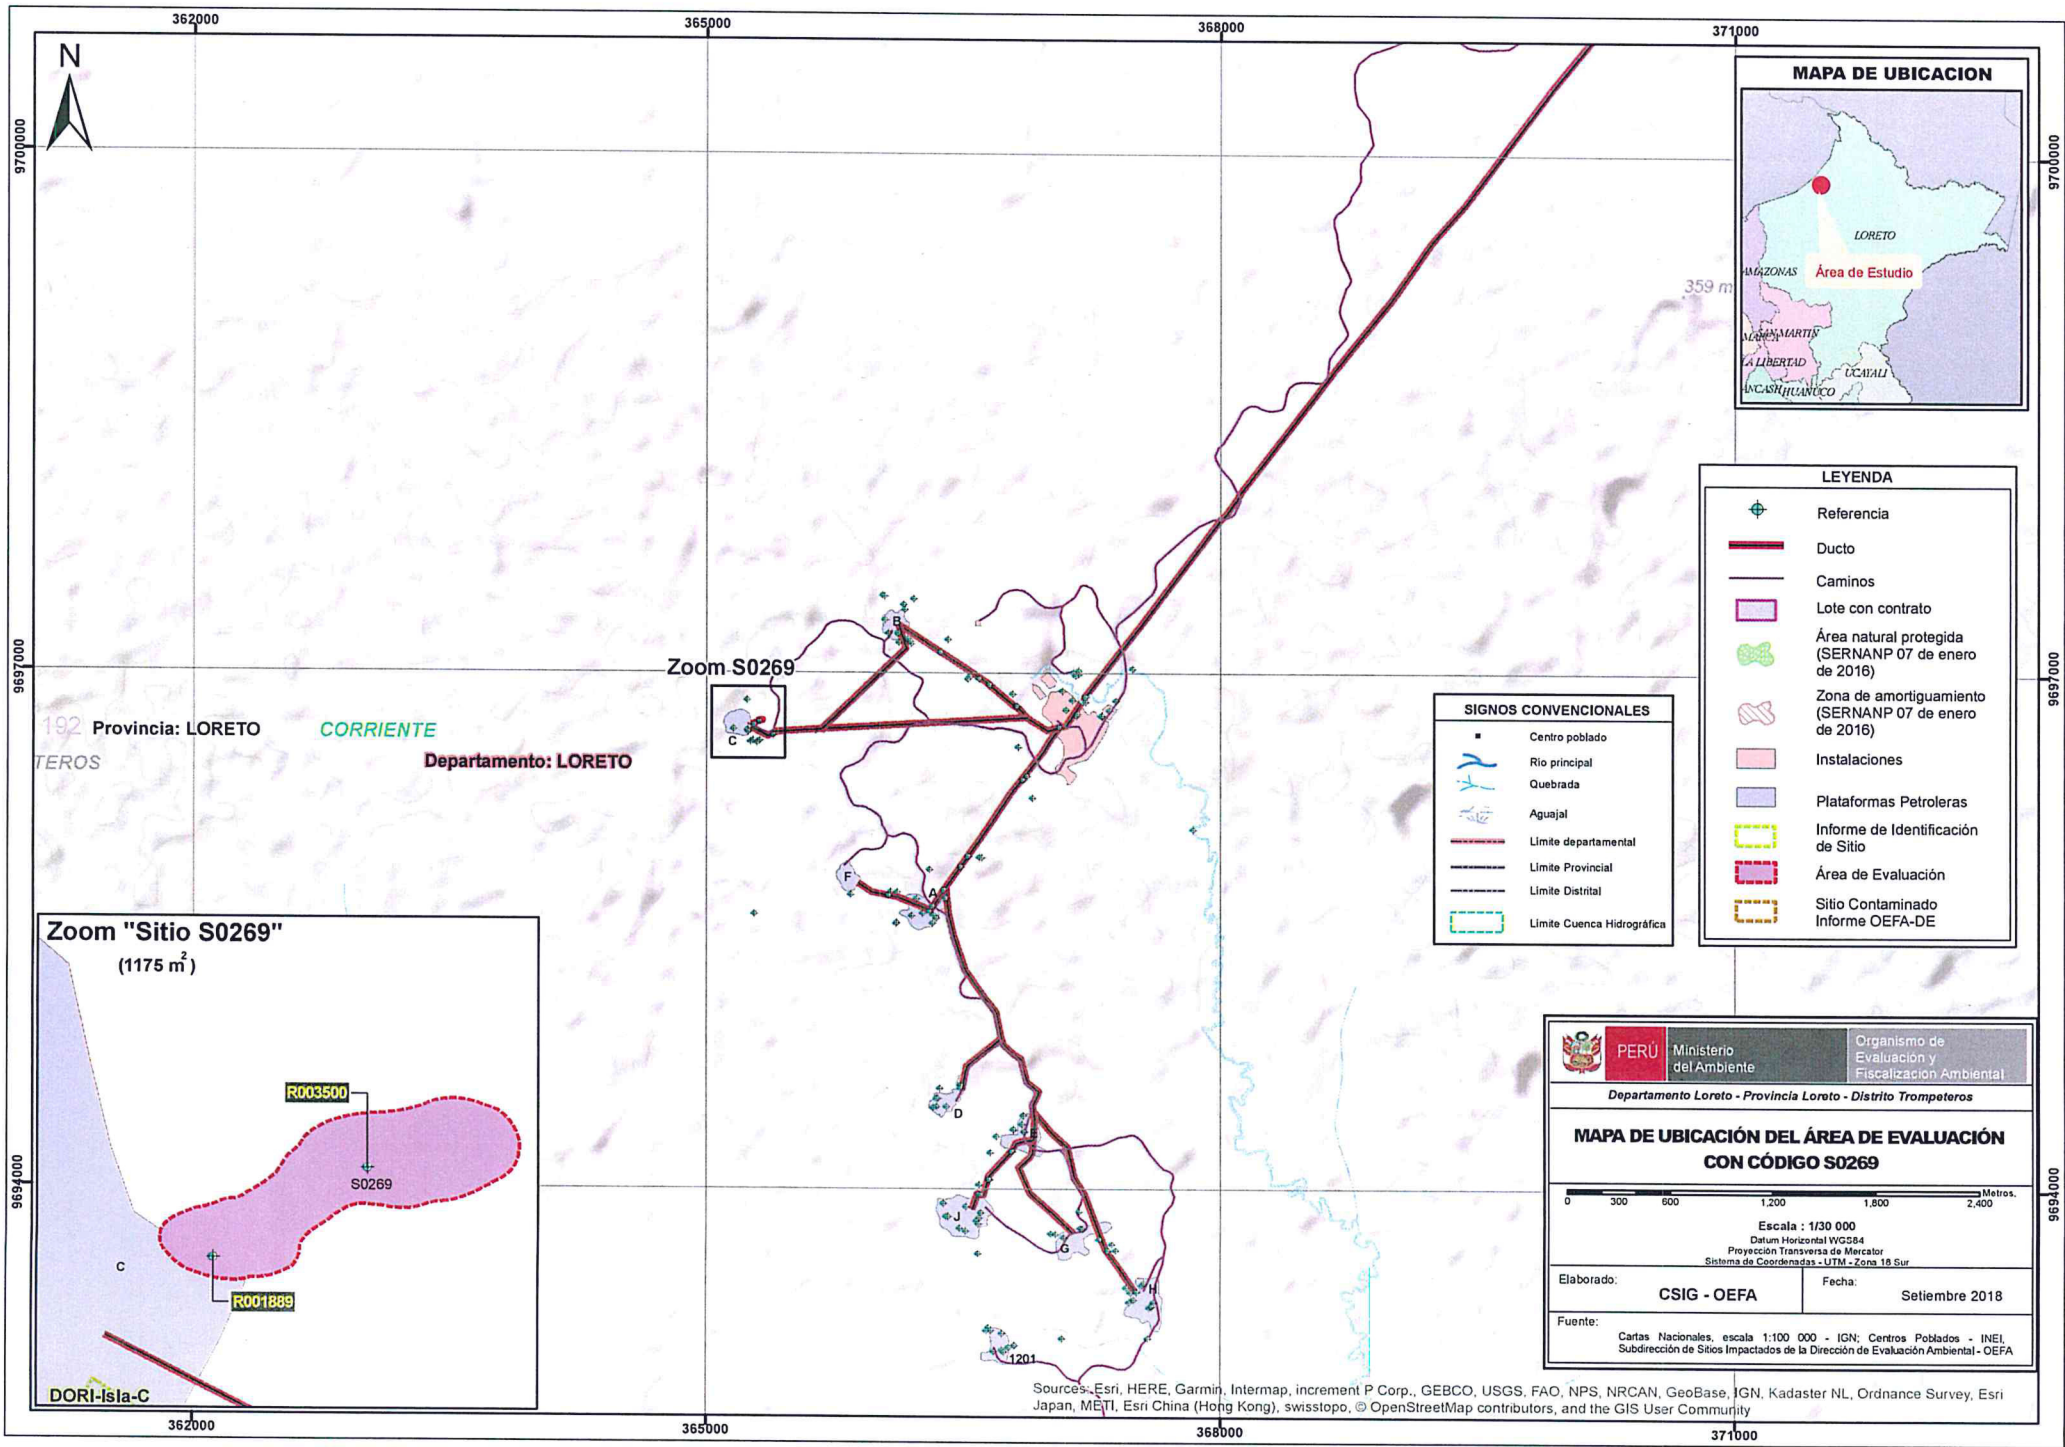 362000
365000
368000
371000
N
9700000
9700000
MAPA DE UBICACION
LORETO
AMAZONAS
Área de Estudio
SAN MARTIN
LA LIBERTAD
UCAYALI
ANCASH
HUANUCO
359 m
LEYENDA
Referencia
Ducto
Caminos
Lote con contrato
Área natural protegida
(SERNANP 07 de enero
de 2016)
Zona de amortiguamiento
(SERNANP 07 de enero
de 2016)
Instalaciones
Plataformas Petroleras
Informe de Identificación
de Sitio
Área de Evaluación
Sitio Contaminado
Informe OEFA-DE
9697000
9697000
B
Zoom S0269
C
192 Provincia: LORETO
CORRIENTE
TEROS
Departamento: LORETO
SIGNOS CONVENCIONALES
Centro poblado
Rio principal
Quebrada
Aguajal
Limite departamental
Limite Provincial
Limite Distrital
Limite Cuenca Hidrográfica
F
A
D
E
J
G
H
1201
Zoom "Sitio S0269"
(1175 m²)
R003500
S0269
C
R001889
DORI-Isla-C
9694000
9694000
PERÚ
Ministerio
del Ambiente
Organismo de
Evaluación y
Fiscalización Ambiental
Departamento Loreto - Provincia Loreto - Distrito Trompeteros
MAPA DE UBICACIÓN DEL ÁREA DE EVALUACIÓN
CON CÓDIGO S0269
0 300 600 1,200 1,800 2,400 Metros.
Escala : 1/30 000
Datum Horizontal WGS84
Proyección Transversa de Mercator
Sistema de Coordenadas - UTM - Zona 18 Sur
Elaborado:
CSIG - OEFA
Fecha:
Setiembre 2018
Fuente:
Cartas Nacionales, escala 1:100 000 - IGN; Centros Poblados - INEI,
Subdirección de Sitios Impactados de la Dirección de Evaluación Ambiental - OEFA
Sources: Esri, HERE, Garmin, Intermap, increment P Corp., GEBCO, USGS, FAO, NPS, NRCAN, GeoBase, IGN, Kadaster NL, Ordnance Survey, Esri
Japan, METI, Esri China (Hong Kong), swisstopo, © OpenStreetMap contributors, and the GIS User Community
362000
365000
368000
371000